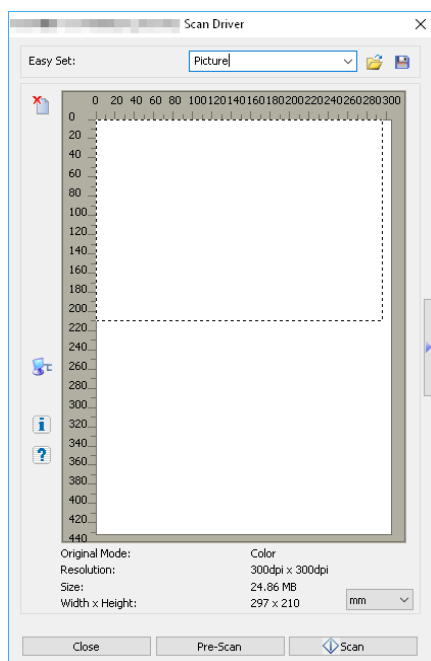 Scan Driver
Easy Set: Picture
0 20 40 60 80 100 120 140 160 180 200 220 240 260 280 300
0
20
40
60
80
100
120
140
160
180
200
220
240
260
280
300
320
340
360
380
400
420
440
Original Mode: Color
Resolution: 300dpi x 300dpi
Size: 24.86 MB
Width x Height: 297 x 210 mm
Close Pre-Scan Scan